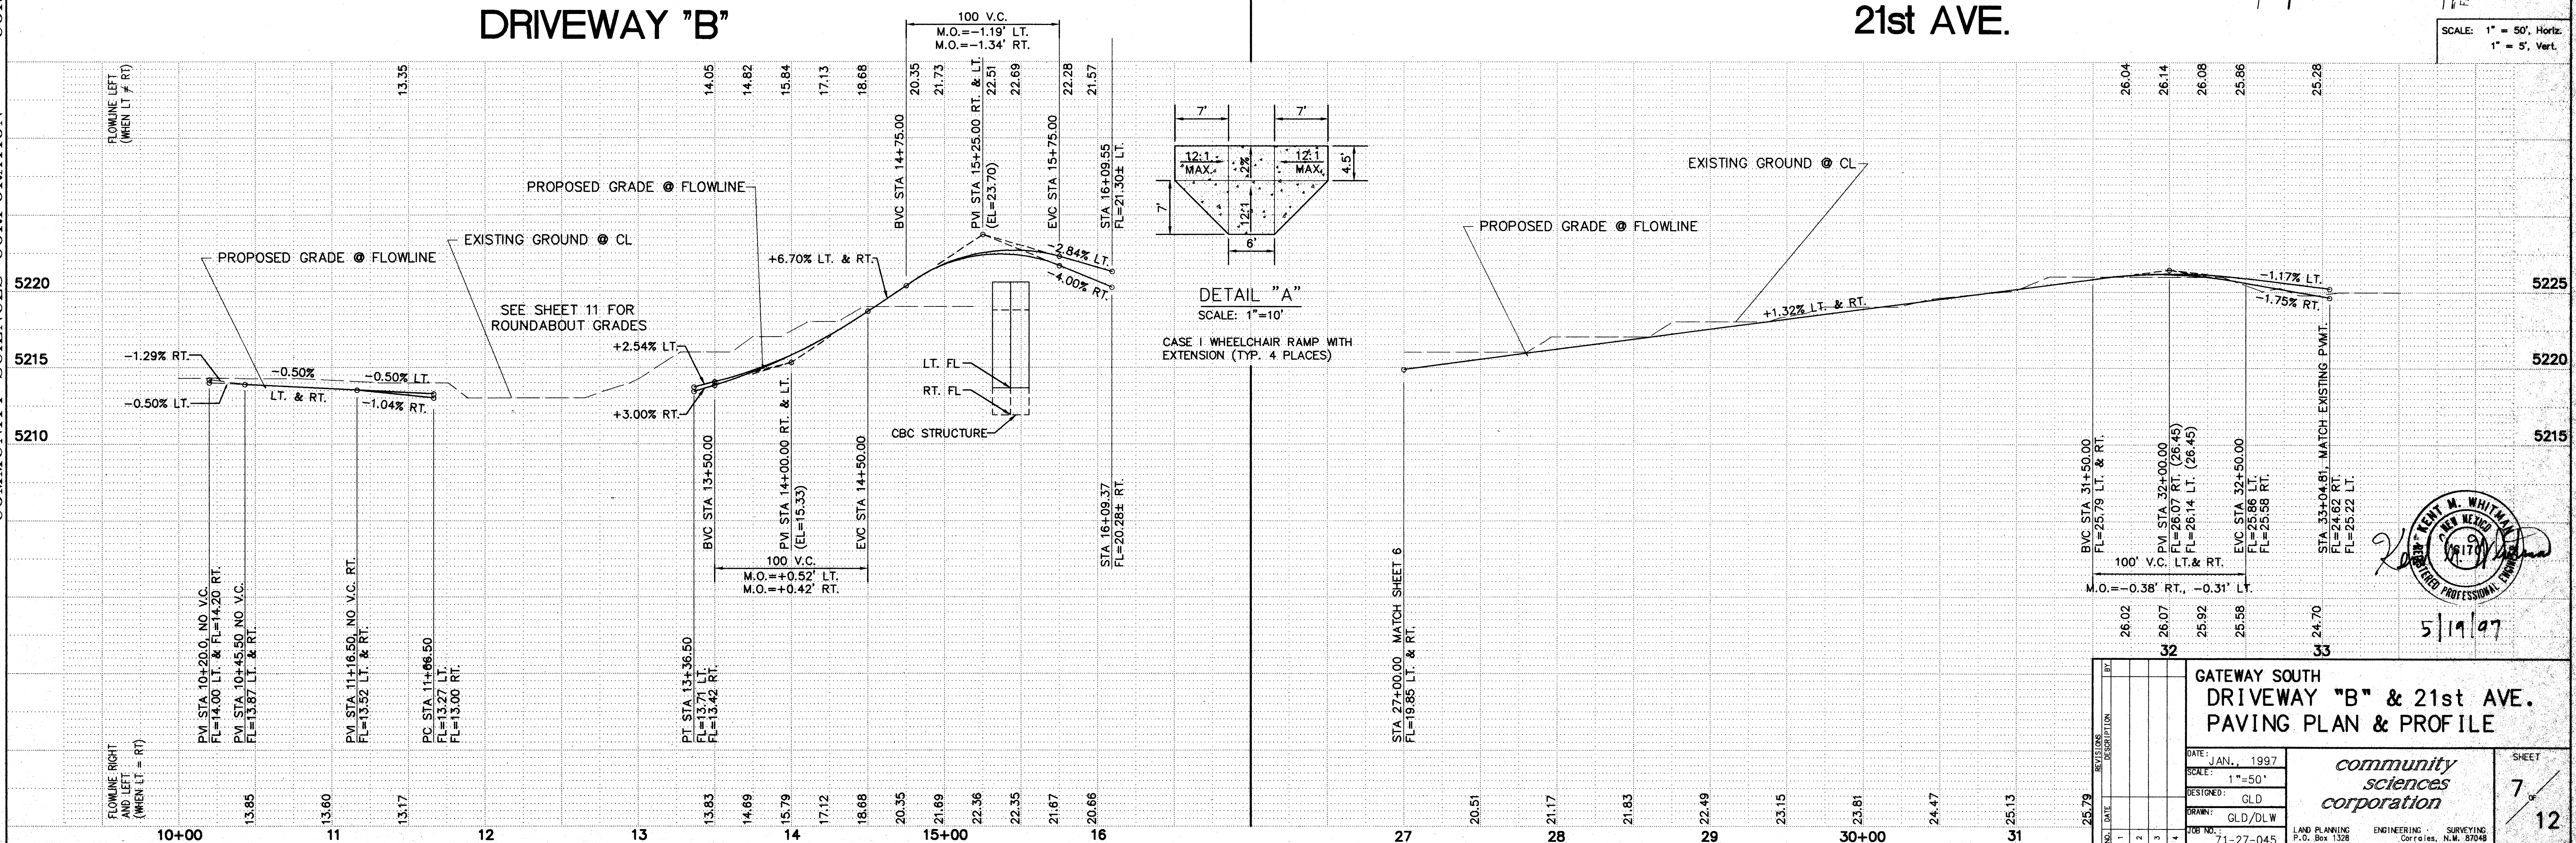 DRIVEWAY "B"
21st AVE.
SCALE: 1" = 50', Horiz.
1" = 5', Vert.
100 V.C.
M.O.=-1.19' LT.
M.O.=-1.34' RT.
FLOWLINE LEFT
(WHEN LT ≠ RT)
13.35
14.05
14.82
15.84
17.13
18.68
20.35
21.73
22.51
22.69
22.28
21.57
26.04
26.14
26.08
25.86
25.28
BVC STA 14+75.00
PVI STA 15+25.00 RT. & LT.
(EL=23.70)
EVC STA 15+75.00
STA 16+09.55
FL=21.30± LT.
7'
7'
12:1
MAX.
2%
12:1
MAX.
4.5'
7'
12:1
6'
DETAIL "A"
SCALE: 1"=10'
CASE I WHEELCHAIR RAMP WITH
EXTENSION (TYP. 4 PLACES)
PROPOSED GRADE @ FLOWLINE
EXISTING GROUND @ CL
PROPOSED GRADE @ FLOWLINE
SEE SHEET 11 FOR
ROUNDABOUT GRADES
EXISTING GROUND @ CL
PROPOSED GRADE @ FLOWLINE
5220
5215
5210
5225
5220
5215
-1.29% RT.
-0.50% LT.
-0.50%
LT. & RT.
-0.50% LT.
-1.04% RT.
+2.54% LT.
+3.00% RT.
+6.70% LT. & RT.
-2.84% LT.
-4.00% RT.
LT. FL
RT. FL
CBC STRUCTURE
+1.32% LT. & RT.
-1.17% LT.
-1.75% RT.
PVI STA 10+20.0, NO V.C.
FL=14.00 LT. & FL=14.20 RT.
PVI STA 10+45.50 NO V.C.
FL=13.87 LT. & RT.
PVI STA 11+16.50, NO V.C. RT.
FL=13.52 LT. & RT.
PC STA 11+66.50
FL=13.27 LT.
FL=13.00 RT.
PT STA 13+36.50
FL=13.71 LT.
FL=13.42 RT.
BVC STA 13+50.00
PVI STA 14+00.00 RT. & LT.
(EL=15.33)
EVC STA 14+50.00
100 V.C.
M.O.=+0.52' LT.
M.O.=+0.42' RT.
STA 16+09.37
FL=20.28± RT.
STA 27+00.00 MATCH SHEET 6
FL=19.85 LT. & RT.
BVC STA 31+50.00
FL=25.79 LT. & RT.
PVI STA 32+00.00
FL=26.07 RT. (26.45)
FL=26.14 LT. (26.45)
EVC STA 32+50.00
FL=25.86 LT.
FL=25.58 RT.
STA 33+04.81, MATCH EXISTING PVMT.
FL=24.62 RT.
FL=25.22 LT.
100' V.C. LT.& RT.
M.O.=-0.38' RT., -0.31' LT.
26.02
26.07
25.92
25.58
24.70
32
33
KENT M. WHITMAN
NEW MEXICO
6170
REGISTERED PROFESSIONAL ENGINEER
5/19/97
FLOWLINE RIGHT
AND LEFT
(WHEN LT = RT)
13.85
13.60
13.17
13.83
14.69
15.79
17.12
18.68
20.35
21.69
22.36
22.35
21.67
20.66
20.51
21.17
21.83
22.49
23.15
23.81
24.47
25.13
25.79
10+00
11
12
13
14
15+00
16
27
28
29
30+00
31
REVISIONS
NO.
DATE
DESCRIPTION
BY
1
2
3
4
GATEWAY SOUTH
DRIVEWAY "B" & 21st AVE.
PAVING PLAN & PROFILE
DATE: JAN., 1997
SCALE: 1"=50'
DESIGNED: GLD
DRAWN: GLD/DLW
JOB NO.: 71-27-045
community
sciences
corporation
LAND PLANNING ENGINEERING SURVEYING
P.O. Box 1328 Corrales, N.M. 87048
SHEET
7
OF
12